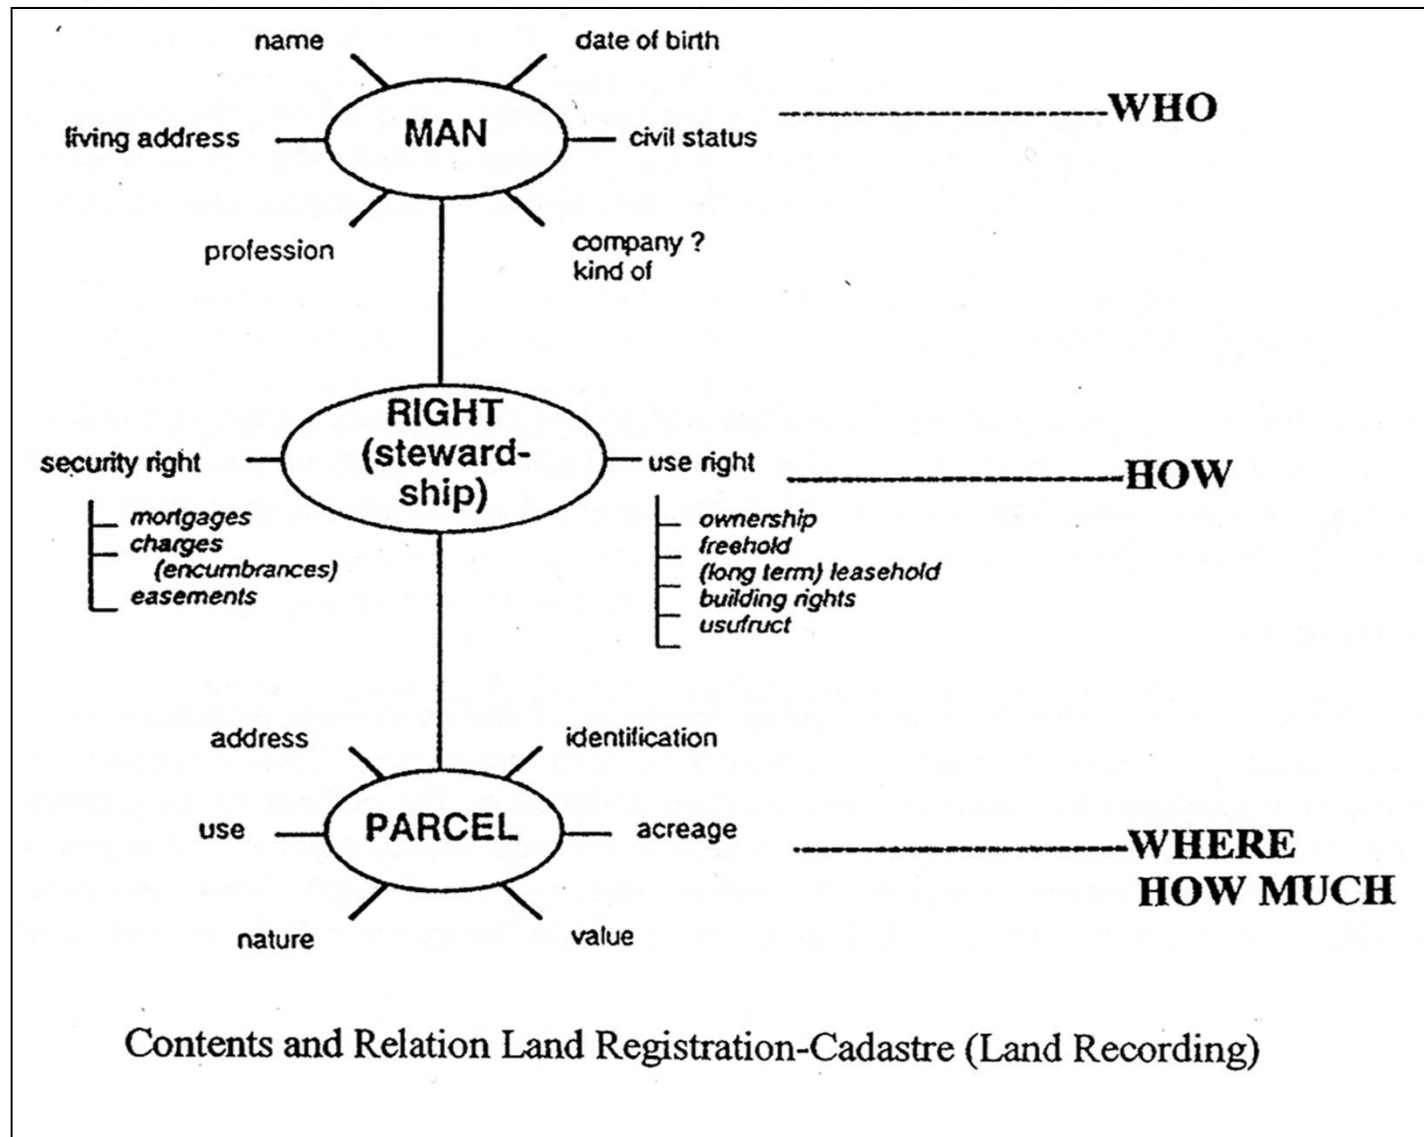 name
date of birth
living address
MAN
civil status
WHO
profession
company ?
kind of
security right
RIGHT
(steward-
ship)
use right
HOW
mortgages
charges
(encumbrances)
easements
ownership
freehold
(long term) leasehold
building rights
usufruct
address
identification
use
PARCEL
acreage
WHERE
HOW MUCH
nature
value
Contents and Relation Land Registration-Cadastre (Land Recording)